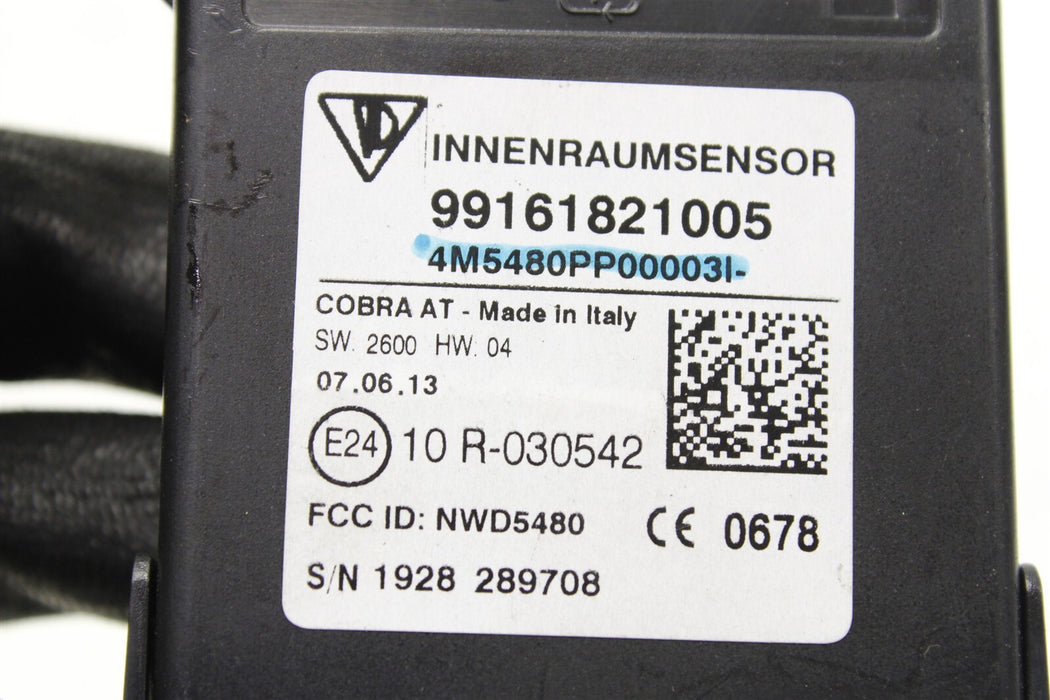 INNENRAUMSENSOR
99161821005
4M5480PP00003I-
COBRA AT - Made in Italy
SW. 2600 HW. 04
07.06.13
E24 10 R-030542
FCC ID: NWD5480
CE 0678
S/N 1928 289708